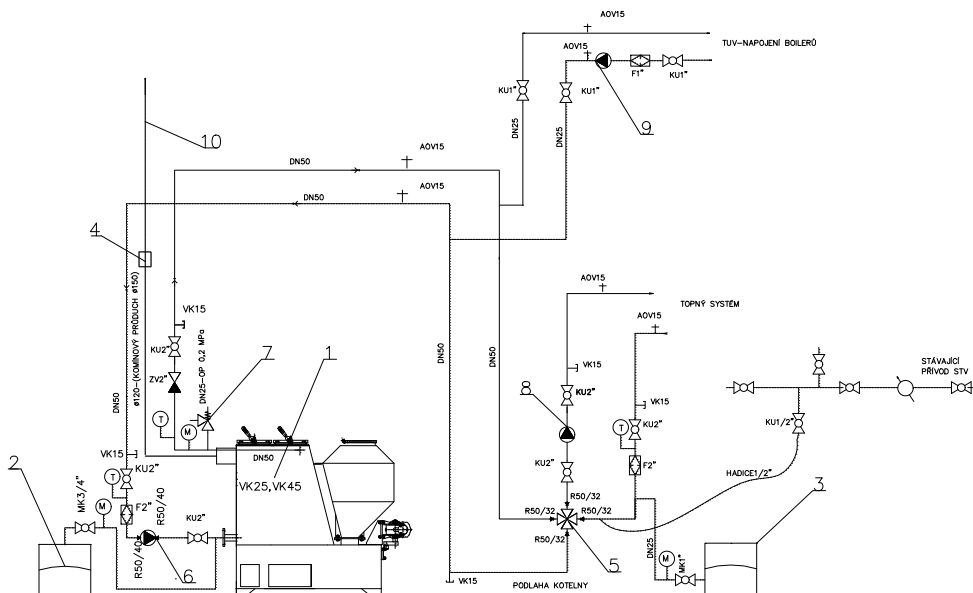 AOV15
TUV-NAPOJENÍ BOILERŮ
AOV15
F1"
KU1"
KU1"
KU1"
9
DN25
DN25
10
AOV15
DN50
AOV15
DN50
4
ø120-(KOMÍNOVÝ PRŮDUCH ø150)
VK15
KU2"
ZV2"
DN25-OP 0,2 MPa
7
1
T
M
DN50
DN50
DN50
AOV15
TOPNÝ SYSTÉM
AOV15
VK15
8
KU2"
VK15
KU2"
T
F2"
KU2"
STÁVAJÍCÍ
PŘÍVOD STV
KU1/2"
HADICE1/2"
DN50
VK15
KU2"
T
2
MK3/4"
M
F2"
R50/40
KU2"
R50/40
6
VK25,VK45
R50/32
R50/32
R50/32
R50/32
5
DN25
M
MK1"
3
VK15
PODLAHA KOTELNY